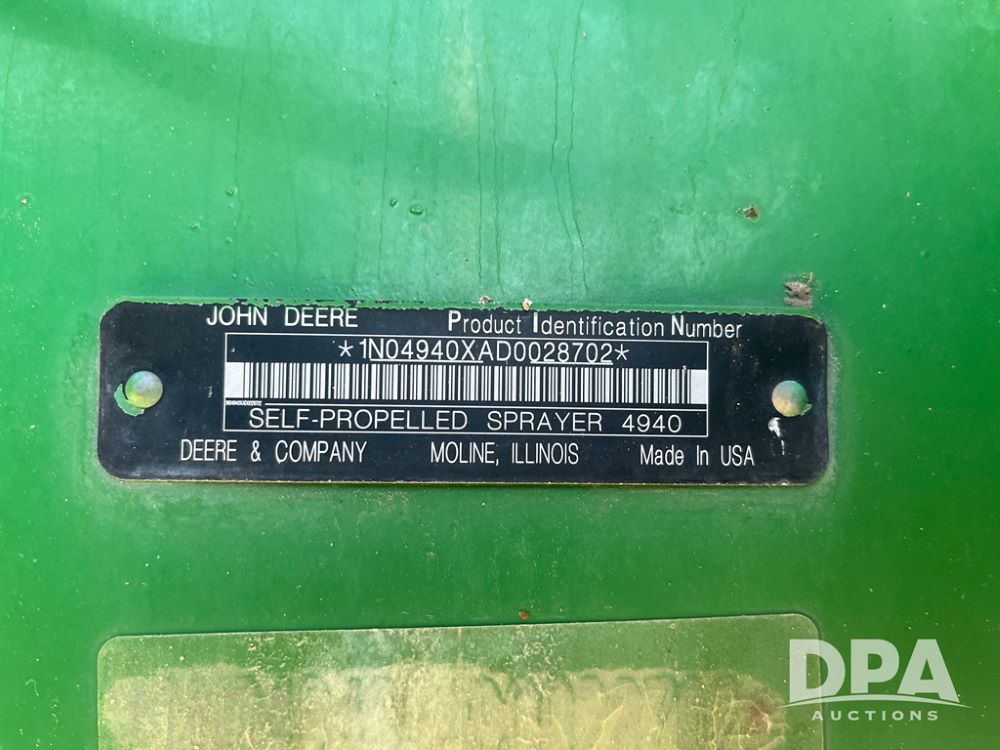 JOHN DEERE Product Identification Number
*1N04940XAD0028702*
SELF-PROPELLED SPRAYER 4940
DEERE & COMPANY MOLINE, ILLINOIS Made In USA
DPA
AUCTIONS